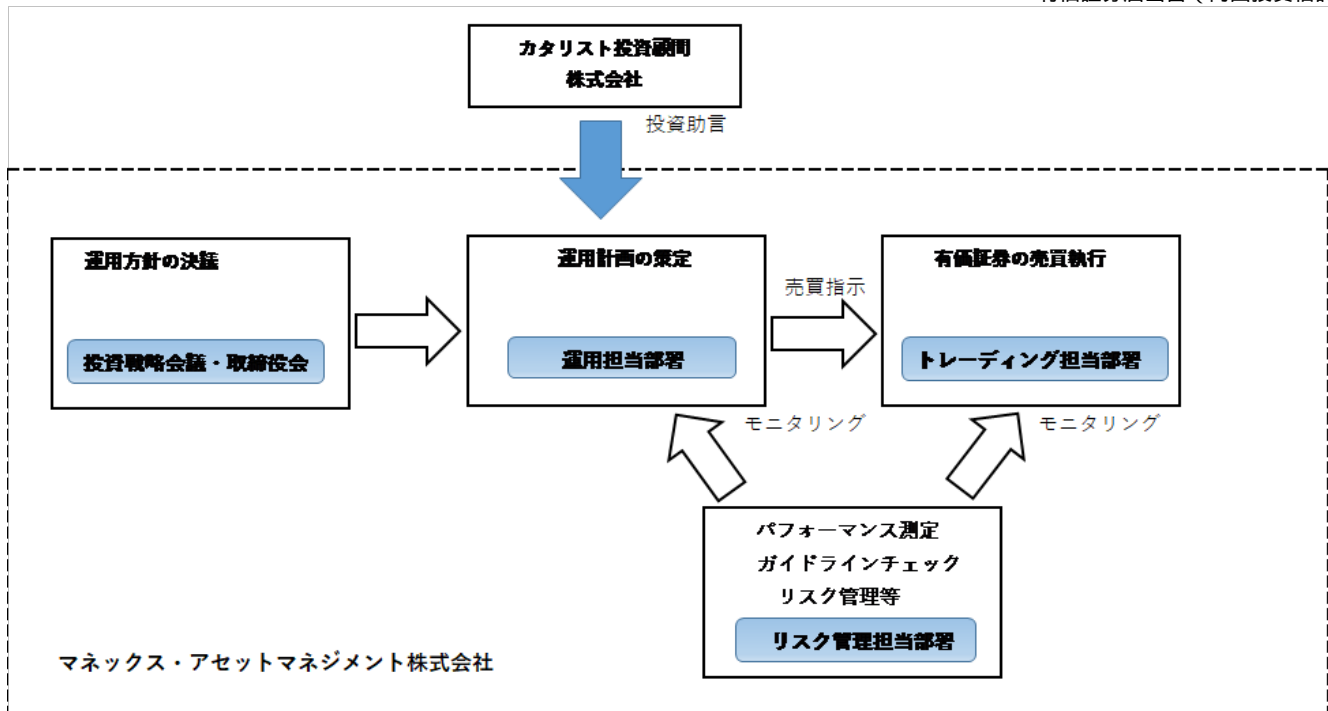 カタリスト投資顧問
株式会社
投資助言
運用方針の決議
投資戦略会議・取締役会
運用計画の策定
運用担当部署
売買指示
有価証券の売買執行
トレーディング担当部署
モニタリング
モニタリング
パフォーマンス測定
ガイドラインチェック
リスク管理等
リスク管理担当部署
マネックス・アセットマネジメント株式会社